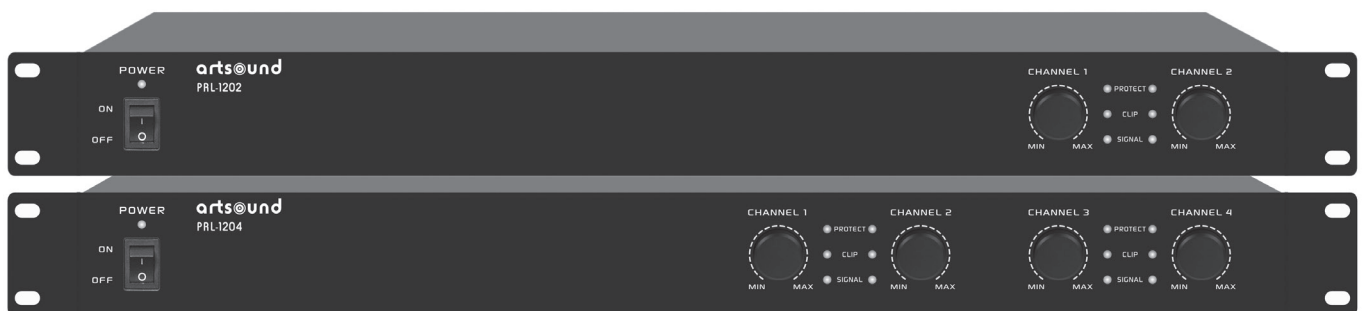 POWER
artsound
PRL-1202
ON
OFF
I
O
CHANNEL 1
CHANNEL 2
PROTECT
CLIP
SIGNAL
MIN MAX
MIN MAX
POWER
artsound
PRL-1204
ON
OFF
I
O
CHANNEL 1
CHANNEL 2
PROTECT
CLIP
SIGNAL
MIN MAX
MIN MAX
CHANNEL 3
CHANNEL 4
PROTECT
CLIP
SIGNAL
MIN MAX
MIN MAX